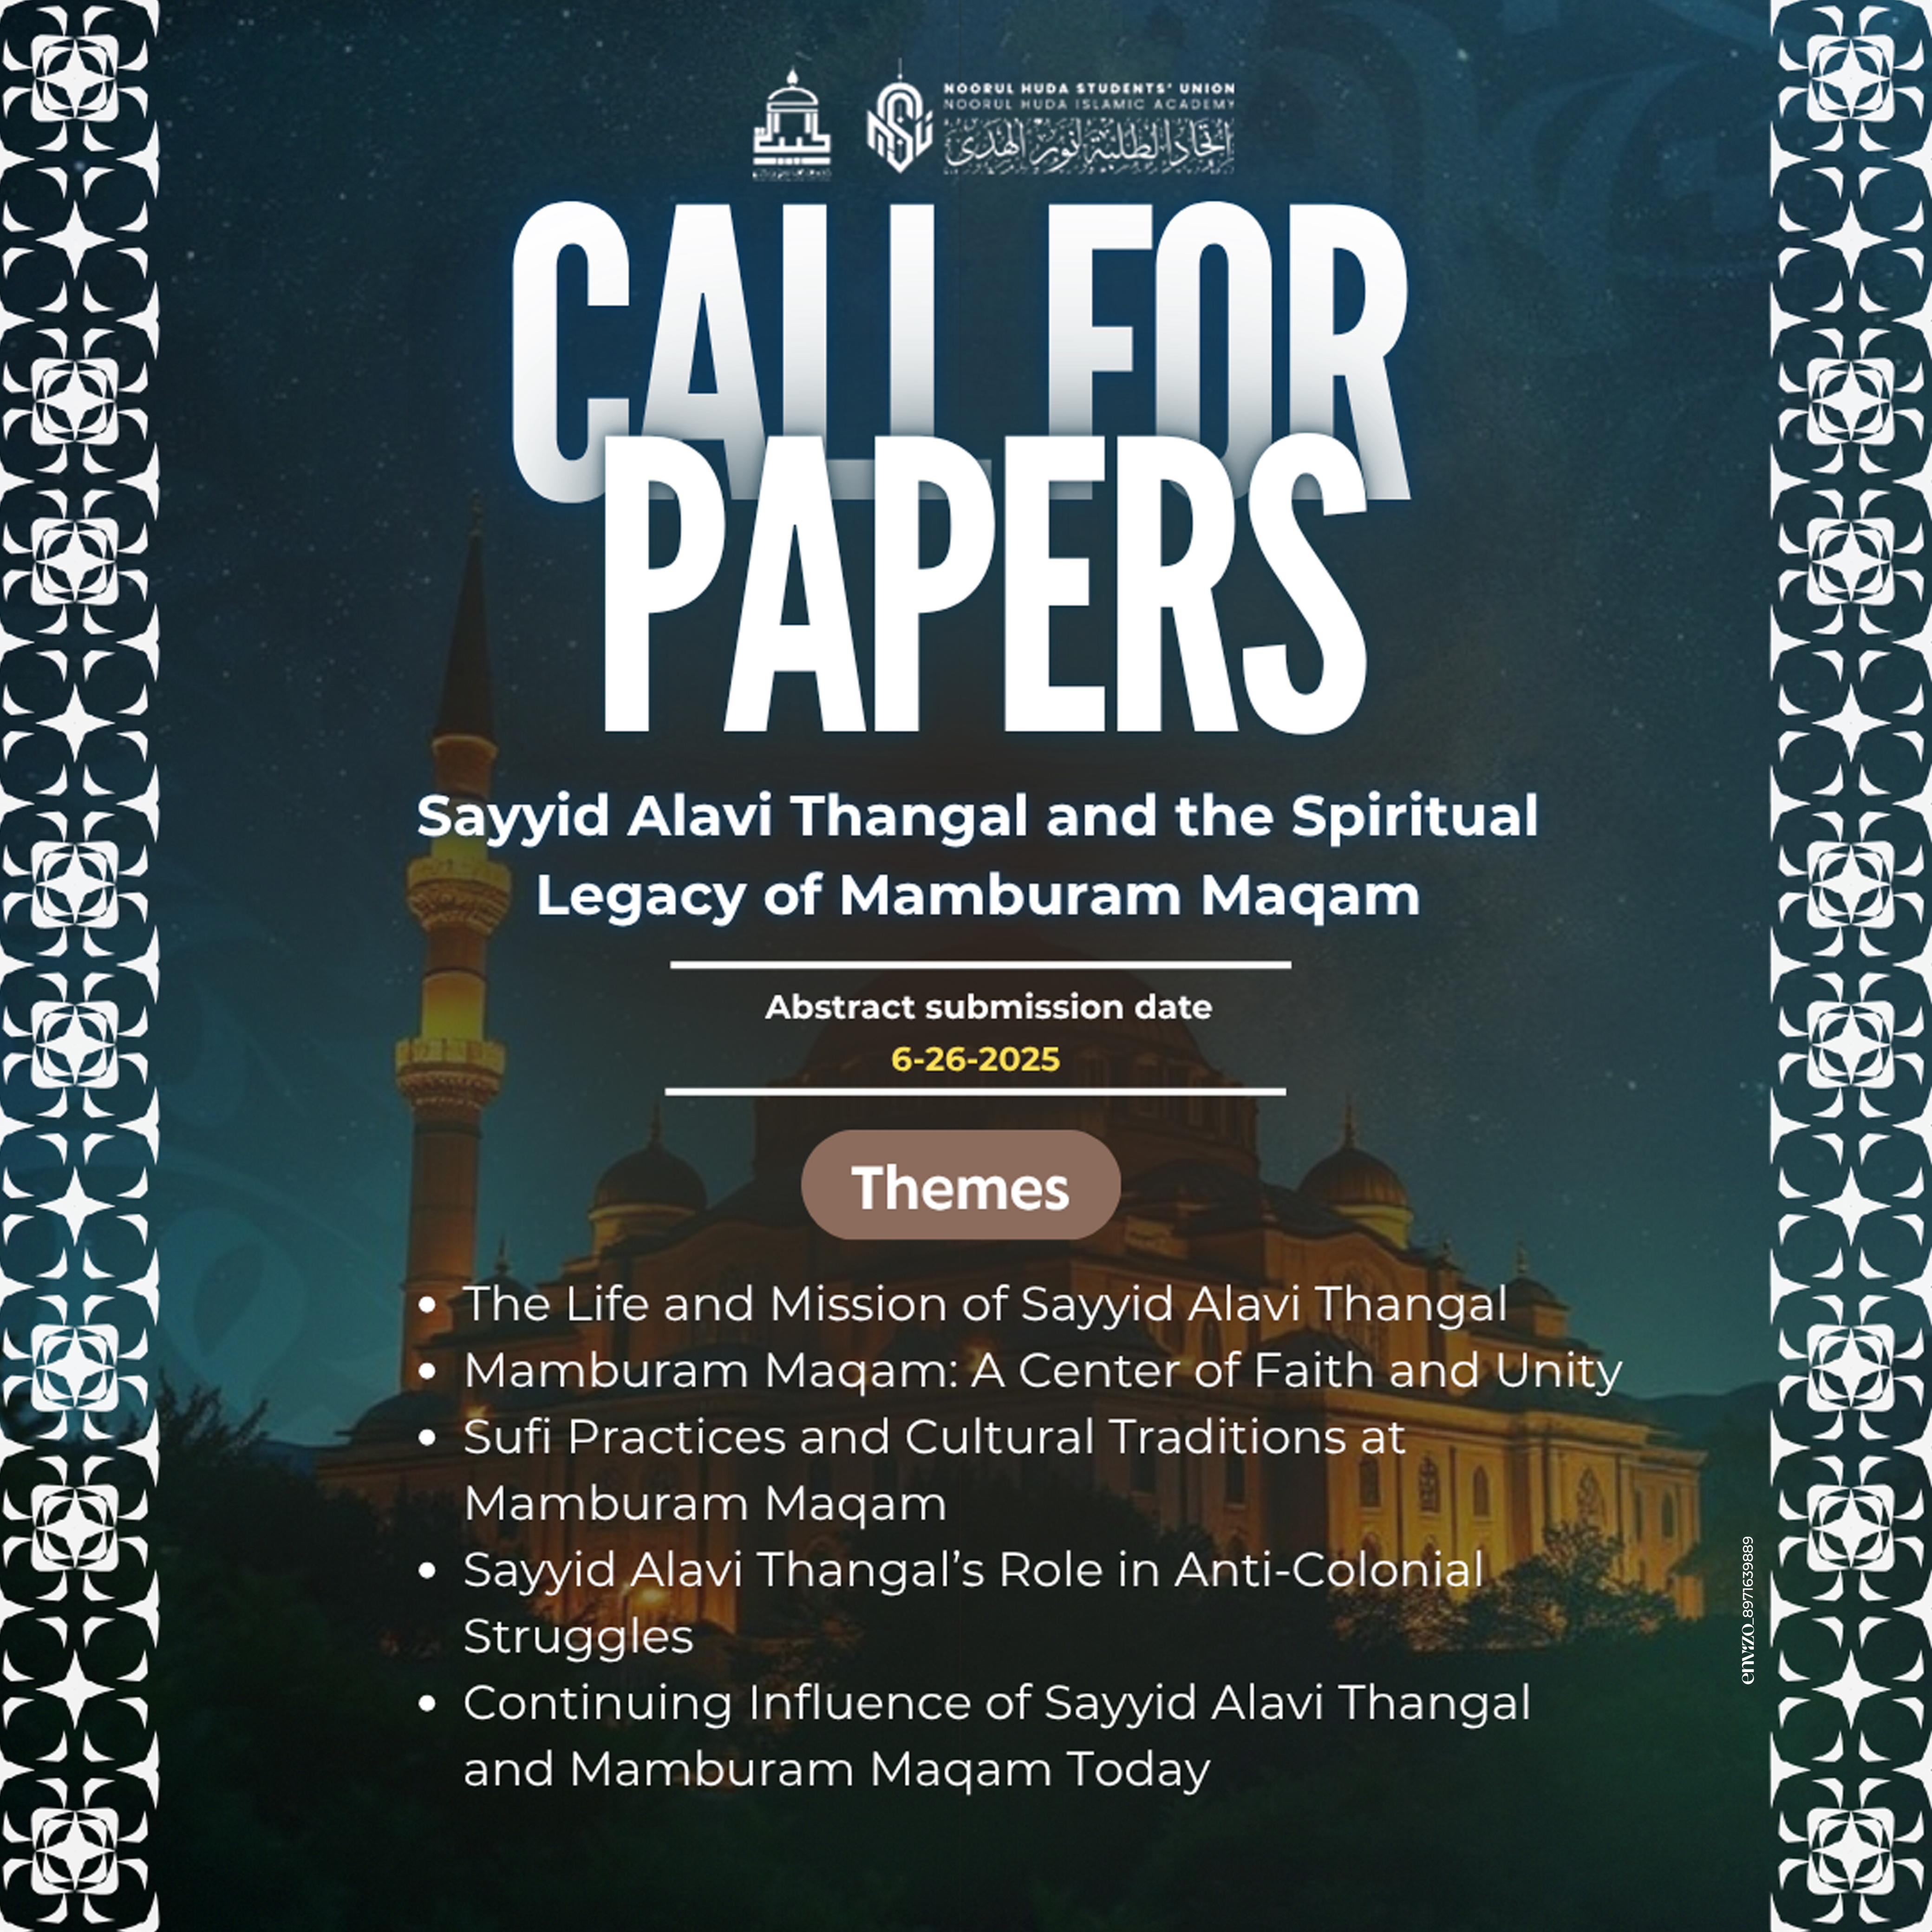 NOORUL HUDA STUDENTS' UNION
NOORUL HUDA ISLAMIC ACADEMY
إتحاد الطلبة لنور الهدى
CALL FOR
PAPERS
Sayyid Alavi Thangal and the Spiritual
Legacy of Mamburam Maqam
Abstract submission date
6-26-2025
Themes
• The Life and Mission of Sayyid Alavi Thangal
• Mamburam Maqam: A Center of Faith and Unity
• Sufi Practices and Cultural Traditions at
Mamburam Maqam
• Sayyid Alavi Thangal’s Role in Anti-Colonial
Struggles
• Continuing Influence of Sayyid Alavi Thangal
and Mamburam Maqam Today
envizo_8971639889